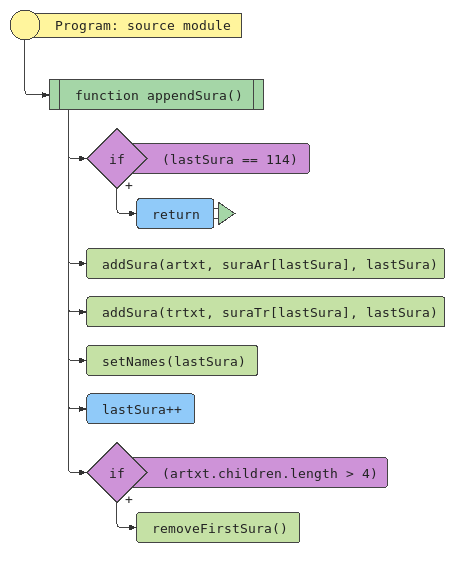 Program: source module
function appendSura()
if (lastSura == 114)
+
return
addSura(artxt, suraAr[lastSura], lastSura)
addSura(trtxt, suraTr[lastSura], lastSura)
setNames(lastSura)
lastSura++
if (artxt.children.length > 4)
+
removeFirstSura()